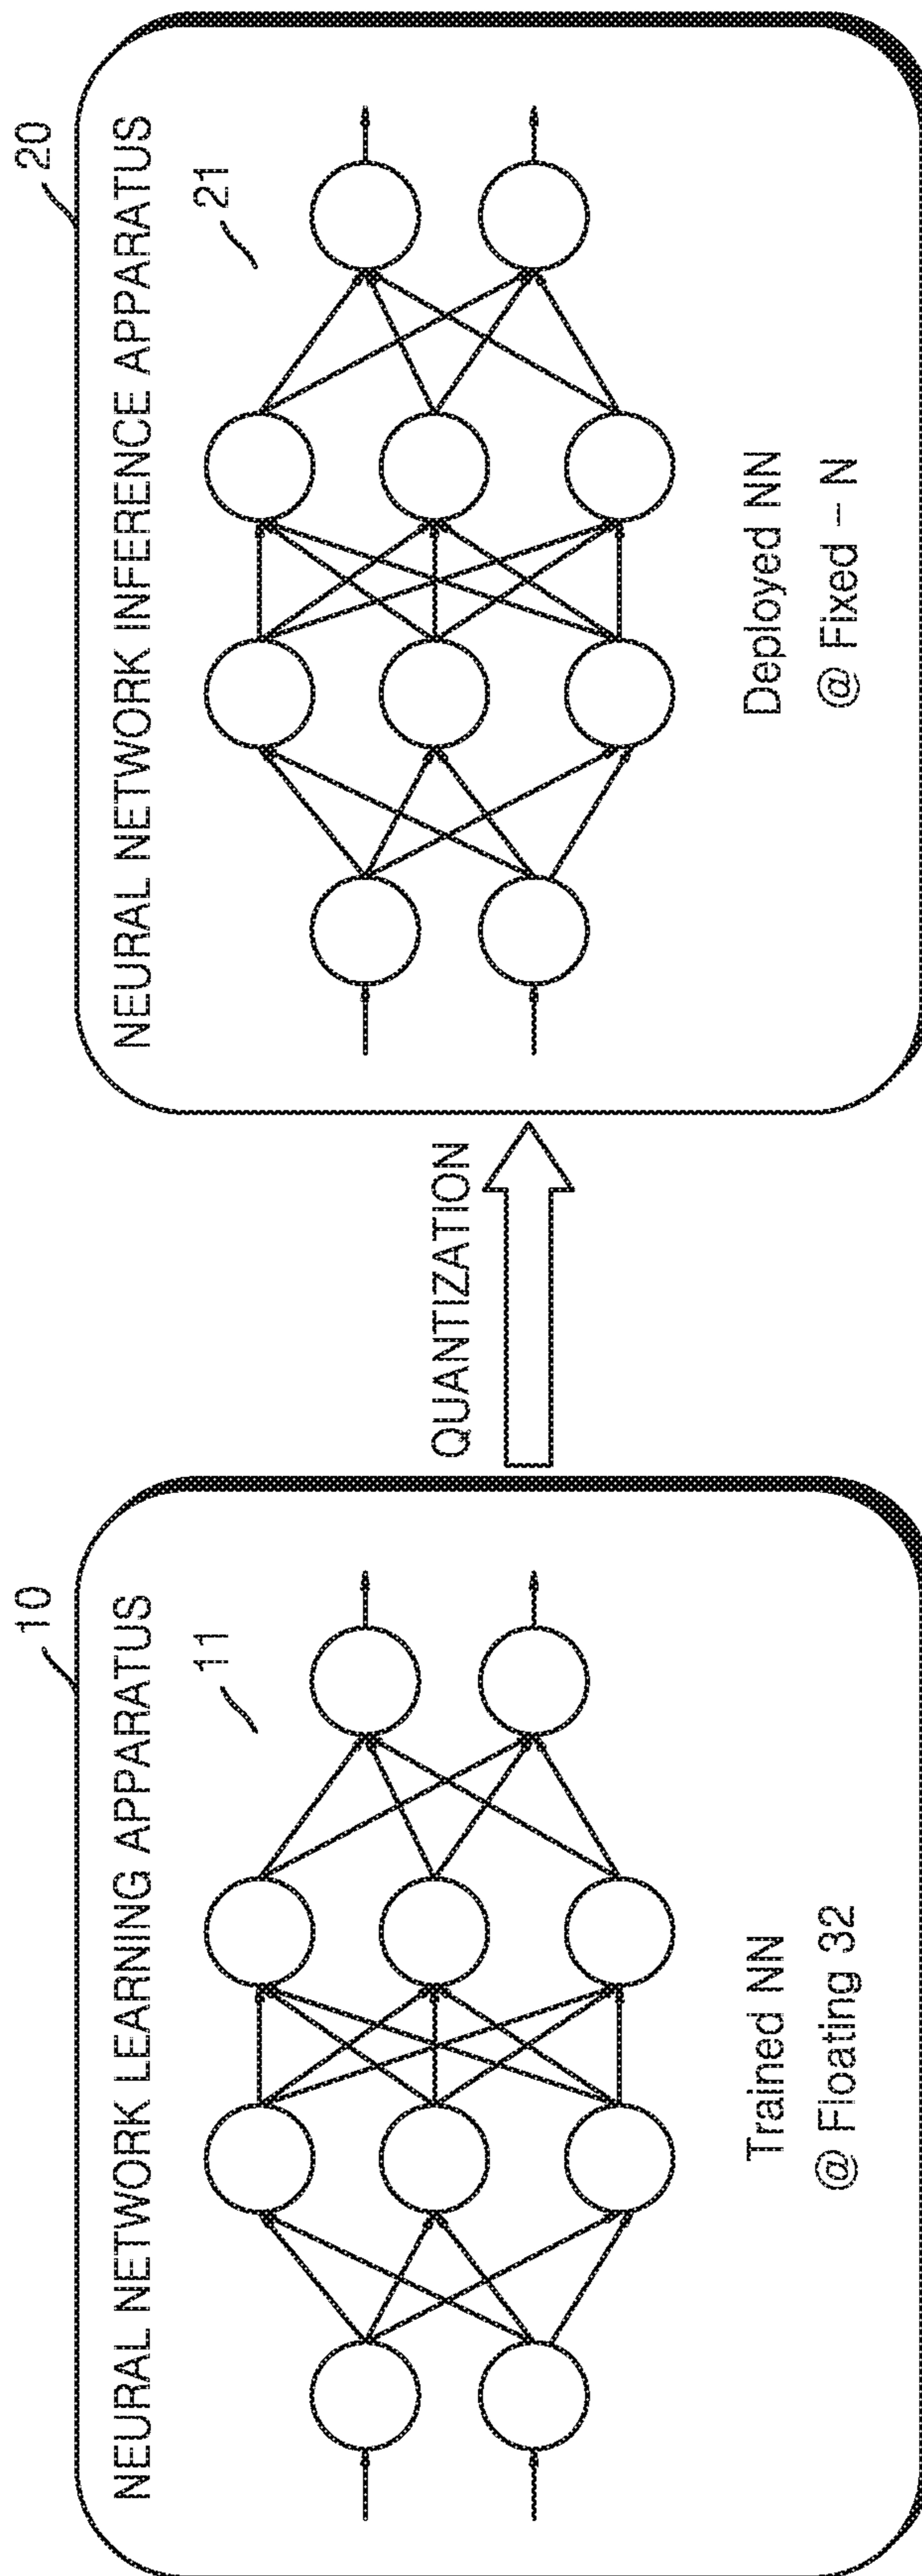 10
NEURAL NETWORK LEARNING APPARATUS
11
Trained NN
@ Floating 32
QUANTIZATION
20
NEURAL NETWORK INFERENCE APPARATUS
21
Deployed NN
@ Fixed – N